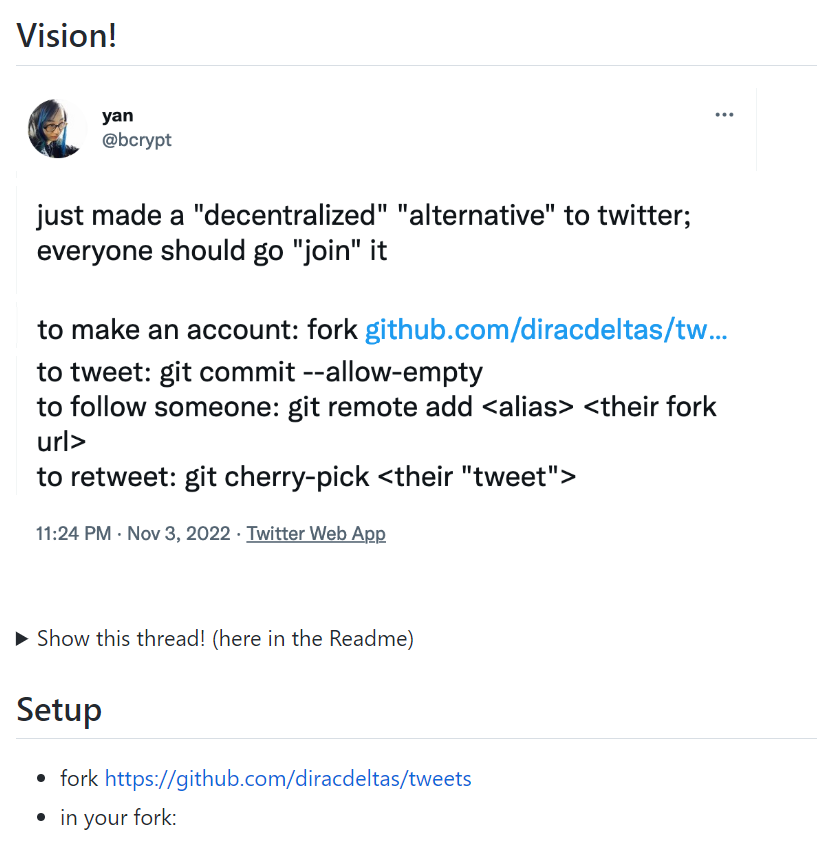 Vision!
yan
@bcrypt
just made a "decentralized" "alternative" to twitter;
everyone should go "join" it
to make an account: fork github.com/diracdeltas/tw…
to tweet: git commit --allow-empty
to follow someone: git remote add <alias> <their fork
url>
to retweet: git cherry-pick <their "tweet">
11:24 PM · Nov 3, 2022 · Twitter Web App
Show this thread! (here in the Readme)
Setup
fork https://github.com/diracdeltas/tweets
in your fork: